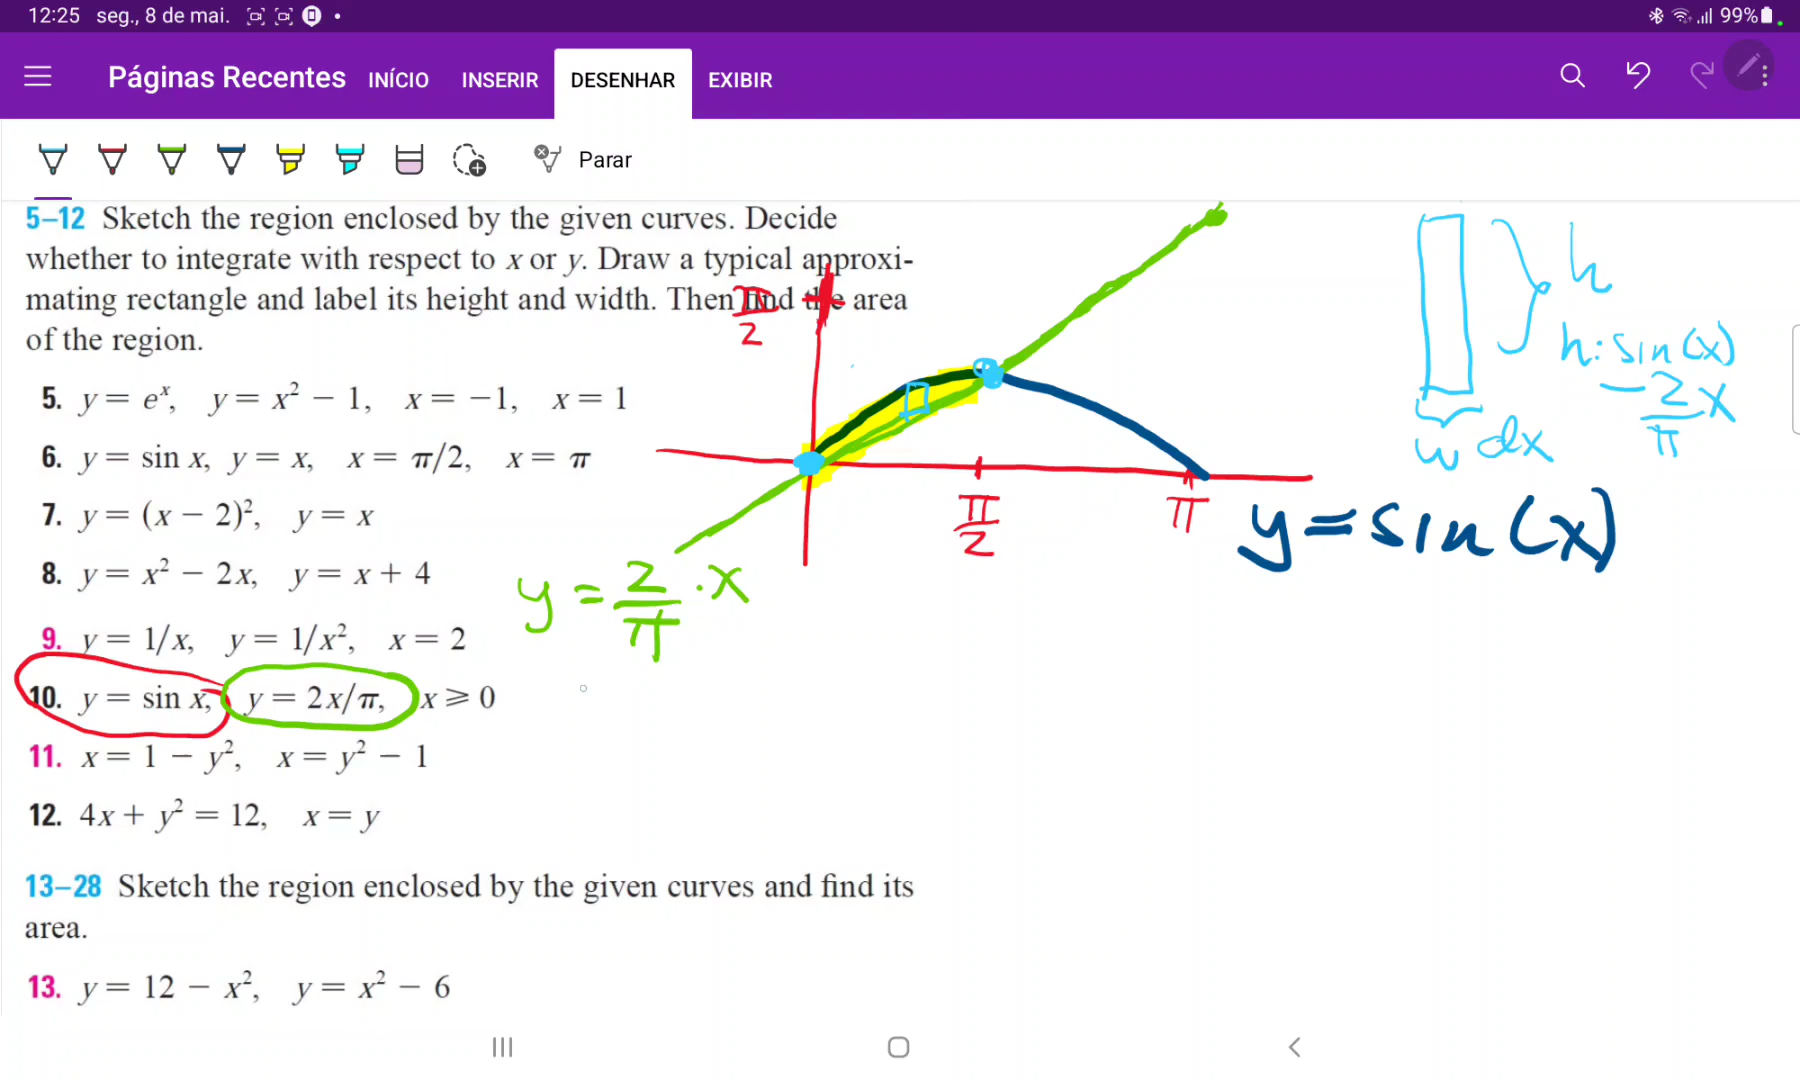 12:25 seg., 8 de mai.
99%
Páginas Recentes INÍCIO INSERIR DESENHAR EXIBIR
Parar
5–12 Sketch the region enclosed by the given curves. Decide
whether to integrate with respect to x or y. Draw a typical approxi-
mating rectangle and label its height and width. Then find the area
of the region.
5. y = eˣ, y = x² − 1, x = −1, x = 1
6. y = sin x, y = x, x = π/2, x = π
7. y = (x − 2)², y = x
8. y = x² − 2x, y = x + 4
9. y = 1/x, y = 1/x², x = 2
10. y = sin x, y = 2x/π, x ⩾ 0
11. x = 1 − y², x = y² − 1
12. 4x + y² = 12, x = y
13–28 Sketch the region enclosed by the given curves and find its
area.
13. y = 12 − x², y = x² − 6
π/2
π/2
π
y = 2/π · x
y = sin(x)
h
h: sin(x)
− 2/π x
w dx